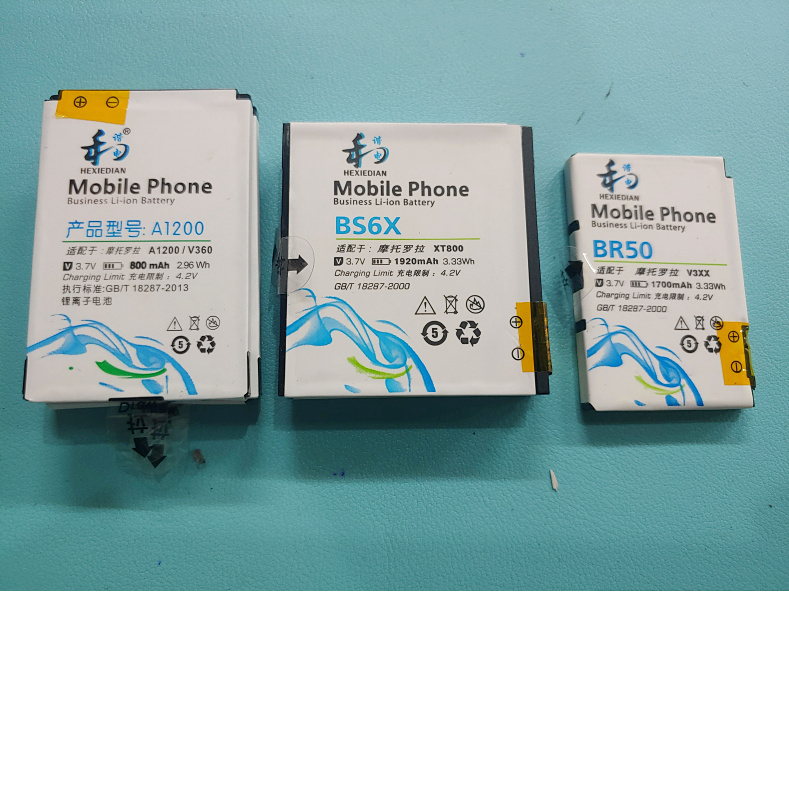 和 谐电®
HEXIEDIAN
Mobile Phone
Business Li-ion Battery
产品型号: A1200
适配于：摩托罗拉 A1200 / V360
V 3.7V 800 mAh 2.96 Wh
Charging Limit 充电限制：4.2V
执行标准:GB/T 18287-2013
锂离子电池
5
和 谐电
HEXIEDIAN
Mobile Phone
Business Li-ion Battery
BS6X
适配于：摩托罗拉 XT800
V 3.7V 1920mAh 3.33Wh
Charging Limit 充电限制：4.2V
GB/T 18287-2000
5
和 谐电
HEXIEDIAN
Mobile Phone
Business Li-ion Battery
BR50
适配于：摩托罗拉 V3XX
V 3.7V 1700mAh 3.33Wh
Charging Limit 充电限制：4.2V
GB/T 18287-2000
5